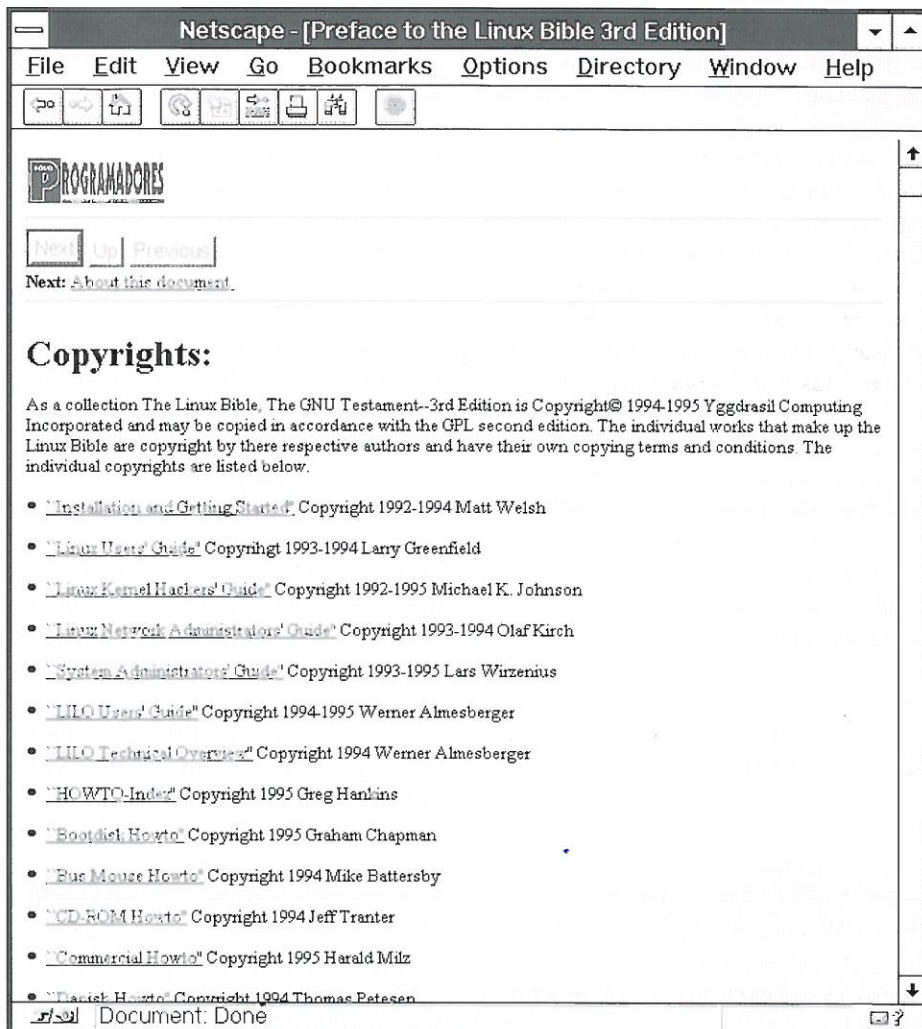 Netscape - [Preface to the Linux Bible 3rd Edition]
File Edit View Go Bookmarks Options Directory Window Help
SOLO PROGRAMADORES
Next Up Previous
Next: About this document.
Copyrights:
As a collection The Linux Bible, The GNU Testament--3rd Edition is Copyright© 1994-1995 Yggdrasil Computing
Incorporated and may be copied in accordance with the GPL second edition. The individual works that make up the
Linux Bible are copyright by there respective authors and have their own copying terms and conditions. The
individual copyrights are listed below.
• ``Installation and Getting Started" Copyright 1992-1994 Matt Welsh
• ``Linux Users' Guide" Copyrihgt 1993-1994 Larry Greenfield
• ``Linux Kernel Hackers' Guide" Copyright 1992-1995 Michael K. Johnson
• ``Linux Network Administrators' Guide" Copyright 1993-1994 Olaf Kirch
• ``System Administrators' Guide" Copyright 1993-1995 Lars Wirzenius
• ``LILO Users' Guide" Copyright 1994-1995 Werner Almesberger
• ``LILO Technical Overview" Copyright 1994 Werner Almesberger
• ``HOWTO-Index" Copyright 1995 Greg Hankins
• ``Bootdisk Howto" Copyright 1995 Graham Chapman
• ``Bus Mouse Howto" Copyright 1994 Mike Battersby
• ``CD-ROM Howto" Copyright 1994 Jeff Tranter
• ``Commercial Howto" Copyright 1995 Harald Milz
• ``Danish Howto" Copyright 1994 Thomas Petesen
Document: Done